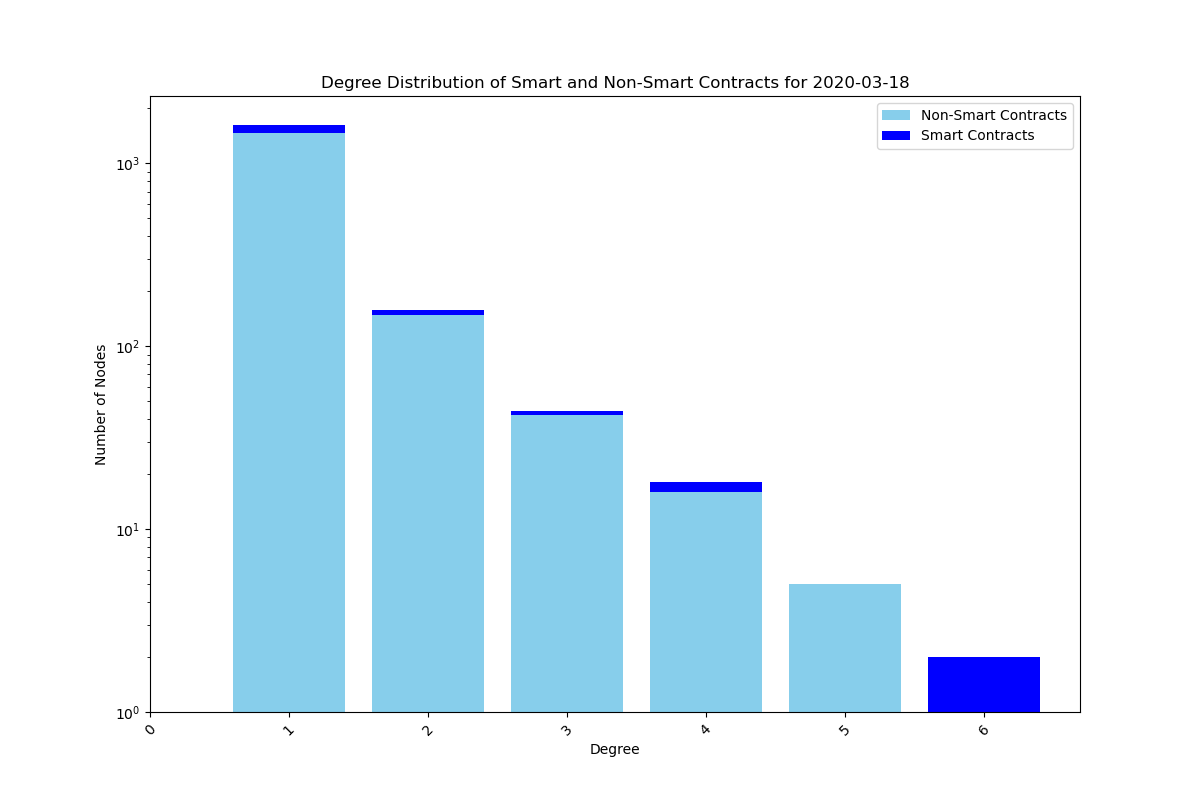 Degree Distribution of Smart and Non-Smart Contracts for 2020-03-18
Non-Smart Contracts
Smart Contracts
Number of Nodes
10³
10²
10¹
10⁰
0 1 2 3 4 5 6
Degree